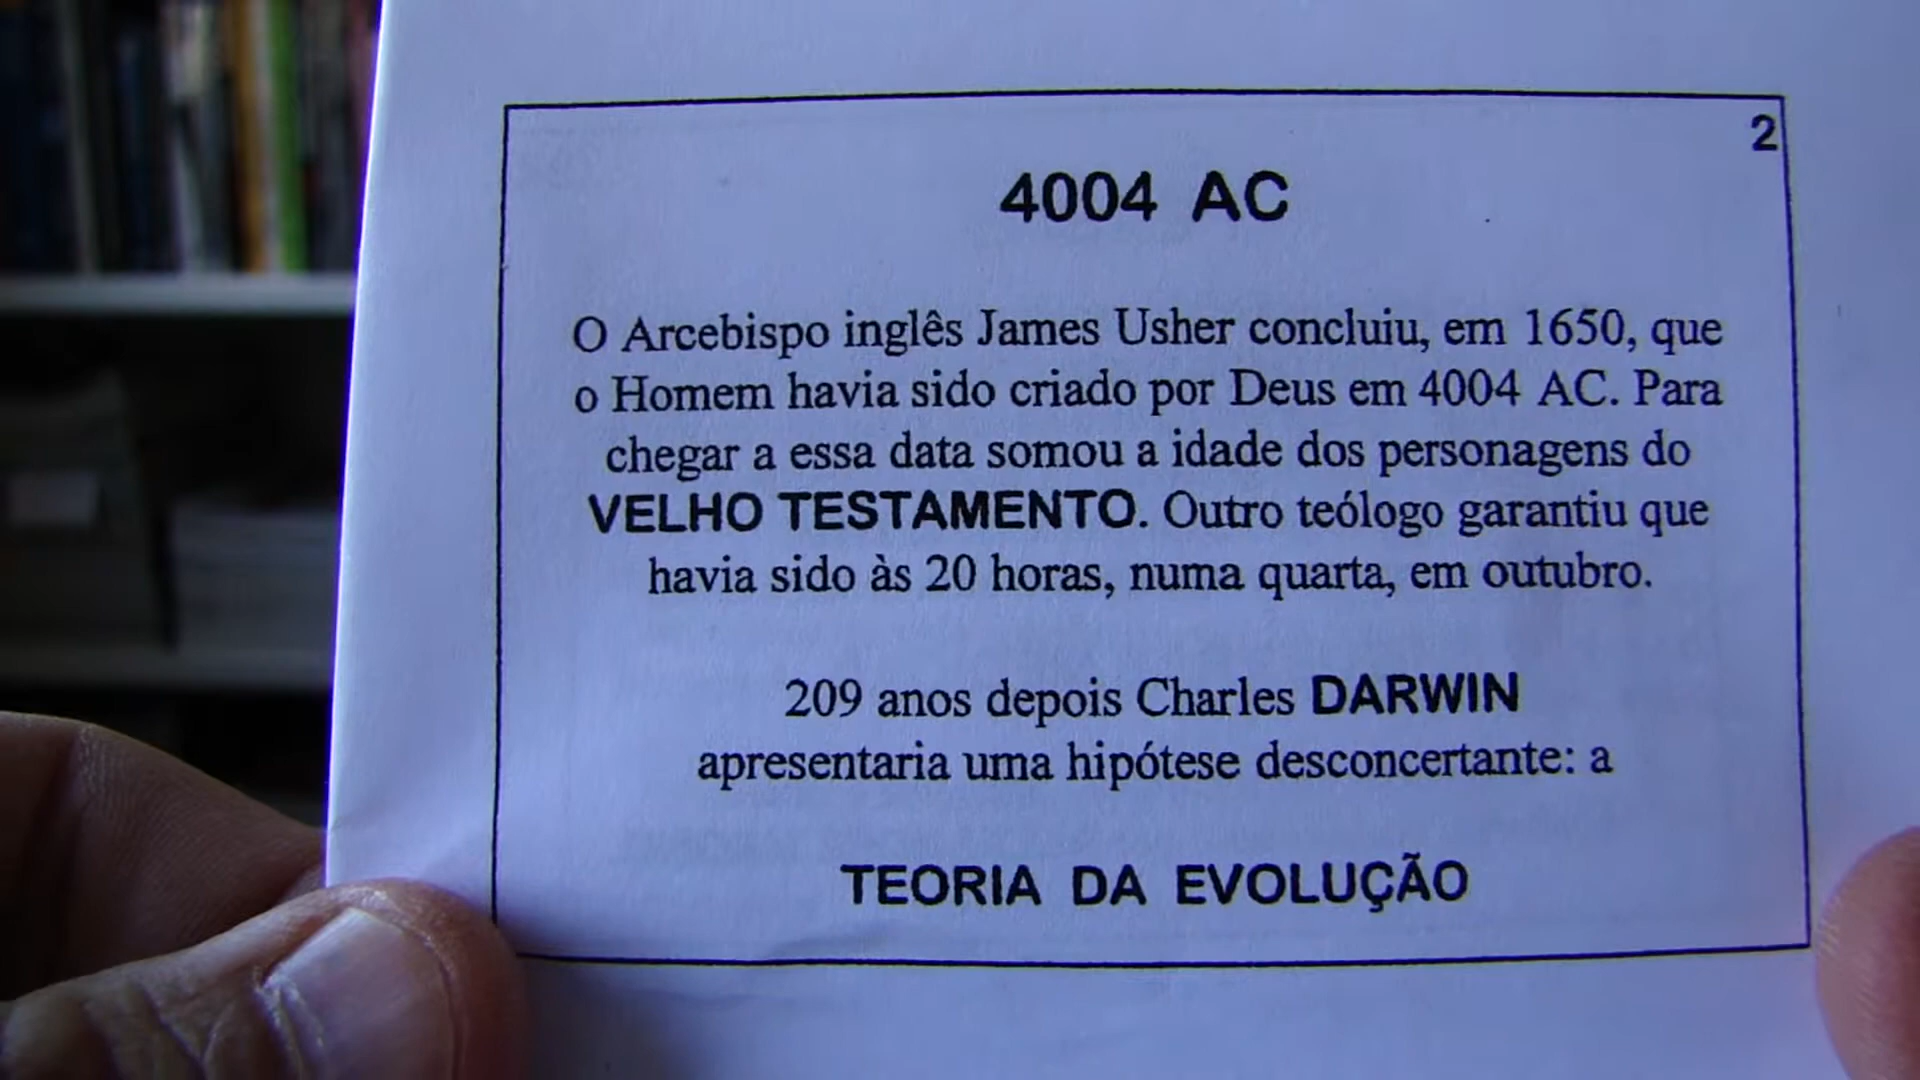 2
4004 AC
O Arcebispo inglês James Usher concluiu, em 1650, que
o Homem havia sido criado por Deus em 4004 AC. Para
chegar a essa data somou a idade dos personagens do
VELHO TESTAMENTO. Outro teólogo garantiu que
havia sido às 20 horas, numa quarta, em outubro.
209 anos depois Charles DARWIN
apresentaria uma hipótese desconcertante: a
TEORIA DA EVOLUÇÃO